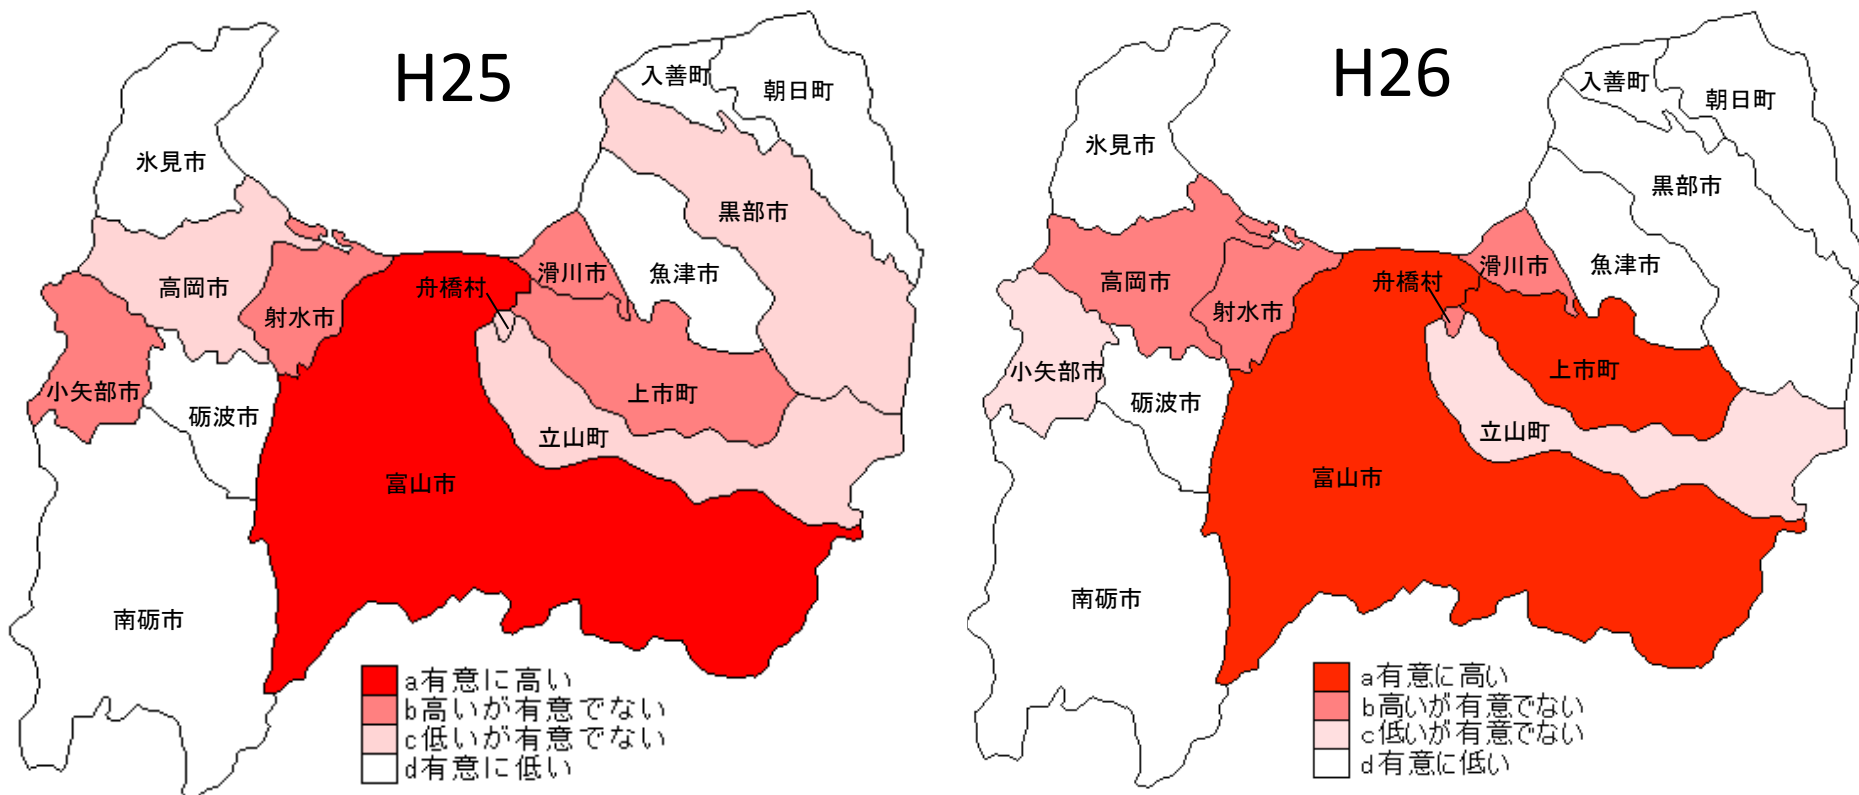 H25
入善町
朝日町
氷見市
黒部市
魚津市
滑川市
舟橋村
高岡市
射水市
小矢部市
上市町
砺波市
立山町
富山市
南砺市
a有意に高い
b高いが有意でない
c低いが有意でない
d有意に低い
H26
入善町
朝日町
氷見市
黒部市
魚津市
滑川市
舟橋村
高岡市
射水市
小矢部市
上市町
砺波市
立山町
富山市
南砺市
a有意に高い
b高いが有意でない
c低いが有意でない
d有意に低い